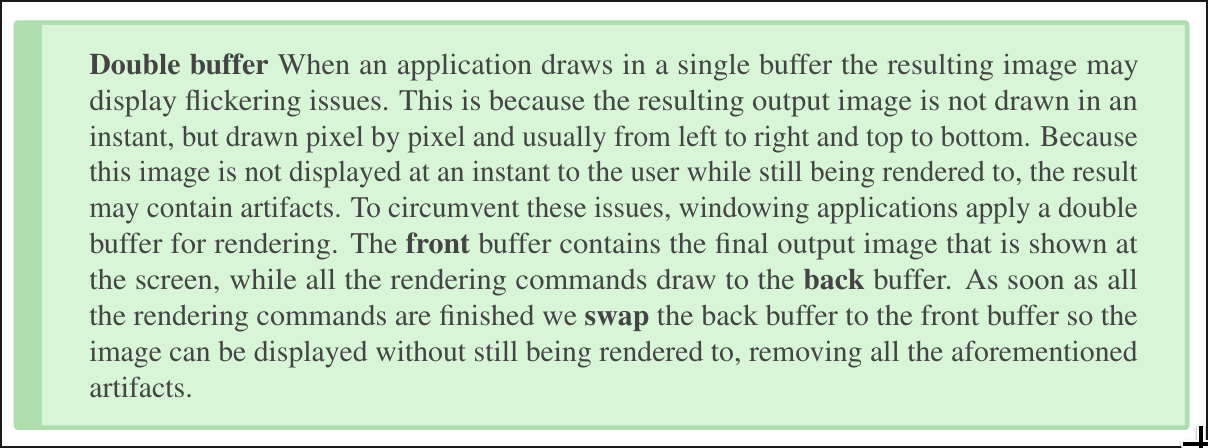 Double buffer When an application draws in a single buffer the resulting image may
display flickering issues. This is because the resulting output image is not drawn in an
instant, but drawn pixel by pixel and usually from left to right and top to bottom. Because
this image is not displayed at an instant to the user while still being rendered to, the result
may contain artifacts. To circumvent these issues, windowing applications apply a double
buffer for rendering. The front buffer contains the final output image that is shown at
the screen, while all the rendering commands draw to the back buffer. As soon as all
the rendering commands are finished we swap the back buffer to the front buffer so the
image can be displayed without still being rendered to, removing all the aforementioned
artifacts.